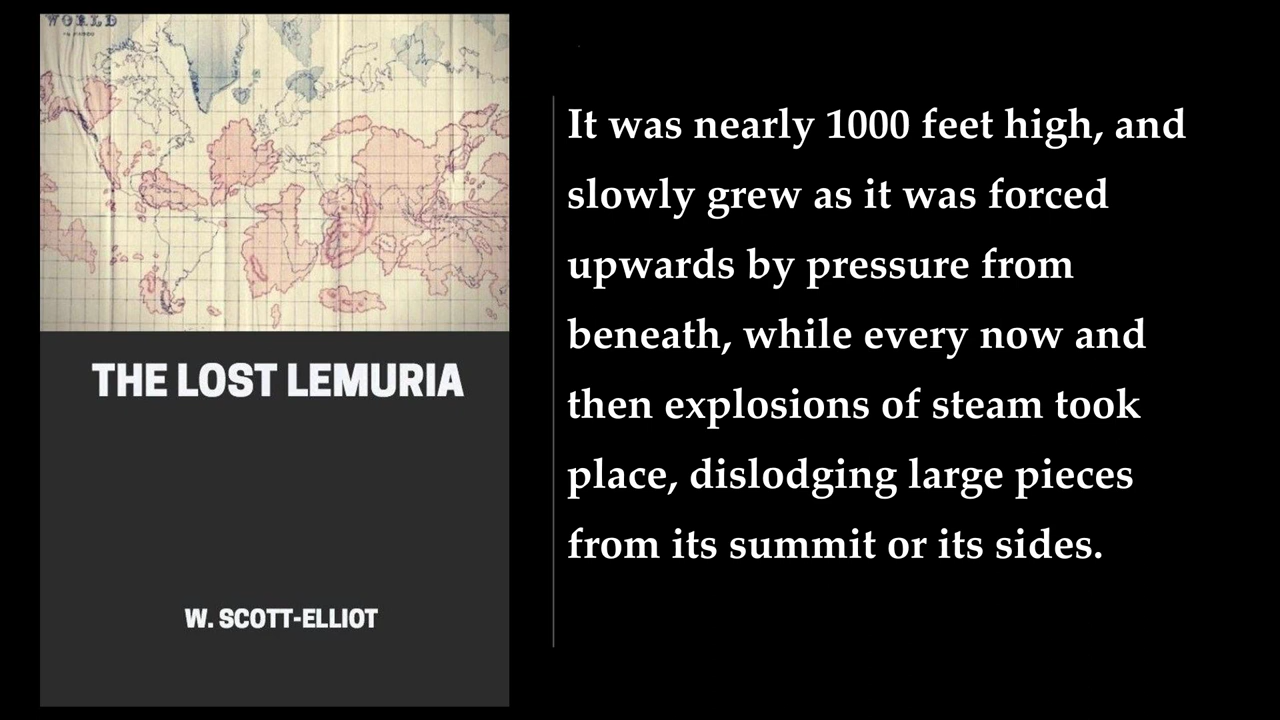 WORLD
THE LOST LEMURIA
W. SCOTT-ELLIOT
It was nearly 1000 feet high, and
slowly grew as it was forced
upwards by pressure from
beneath, while every now and
then explosions of steam took
place, dislodging large pieces
from its summit or its sides.